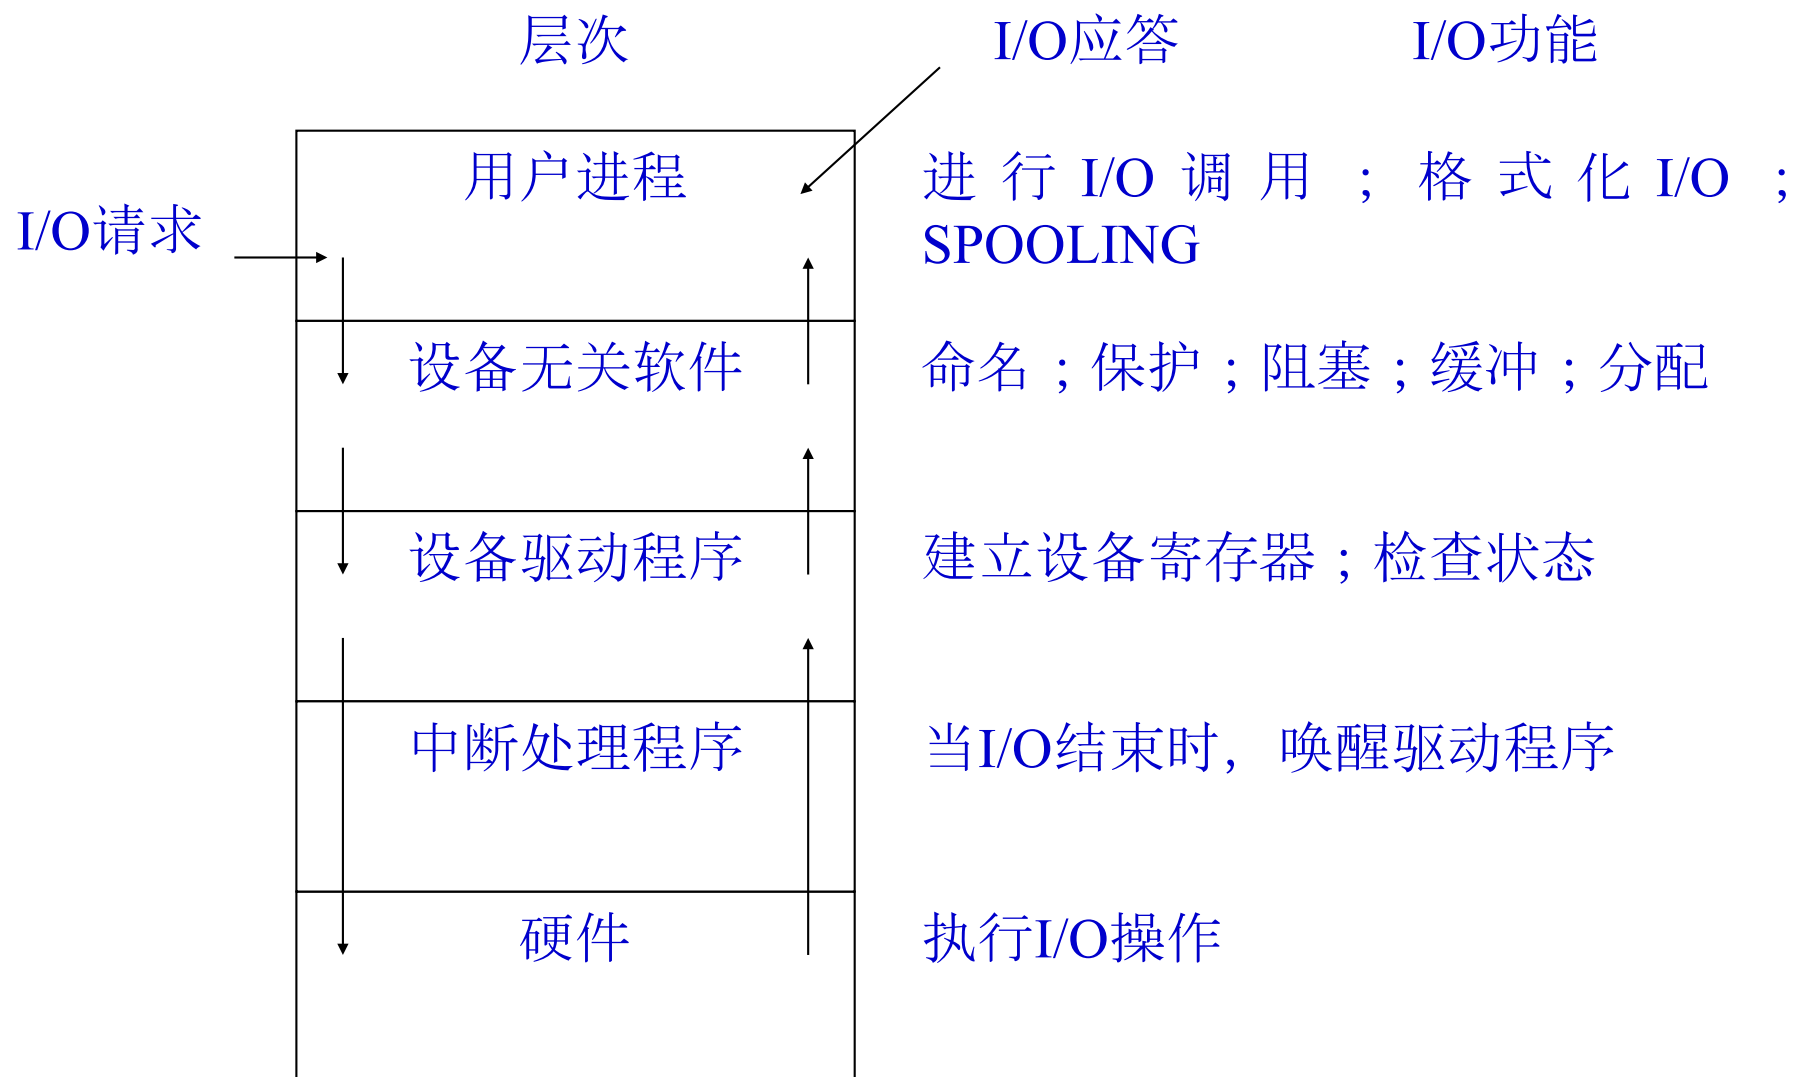 层次 I/O应答 I/O功能
用户进程 进行I/O调用；格式化I/O；
I/O请求
SPOOLING
设备无关软件 命名；保护；阻塞；缓冲；分配
设备驱动程序 建立设备寄存器；检查状态
中断处理程序 当I/O结束时，唤醒驱动程序
硬件 执行I/O操作